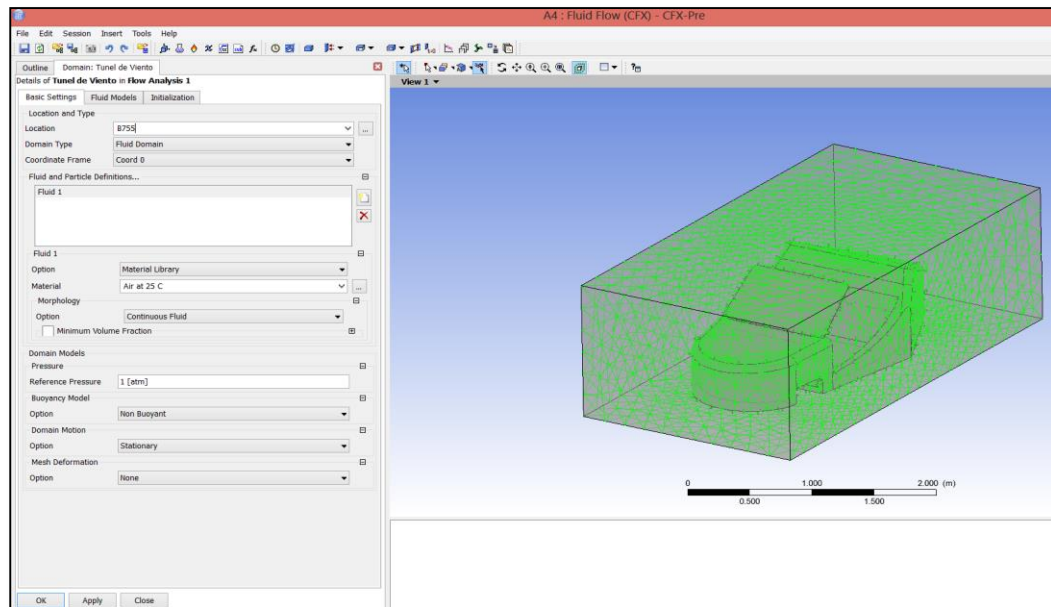 A4 : Fluid Flow (CFX) - CFX-Pre
File Edit Session Insert Tools Help
Outline Domain: Tunel de Viento
Details of Tunel de Viento in Flow Analysis 1
Basic Settings Fluid Models Initialization
Location and Type
Location B755
Domain Type Fluid Domain
Coordinate Frame Coord 0
Fluid and Particle Definitions...
Fluid 1
Fluid 1
Option Material Library
Material Air at 25 C
Morphology
Option Continuous Fluid
Minimum Volume Fraction
Domain Models
Pressure
Reference Pressure 1 [atm]
Buoyancy Model
Option Non Buoyant
Domain Motion
Option Stationary
Mesh Deformation
Option None
OK Apply Close
View 1
0 1.000 2.000 (m)
0.500 1.500